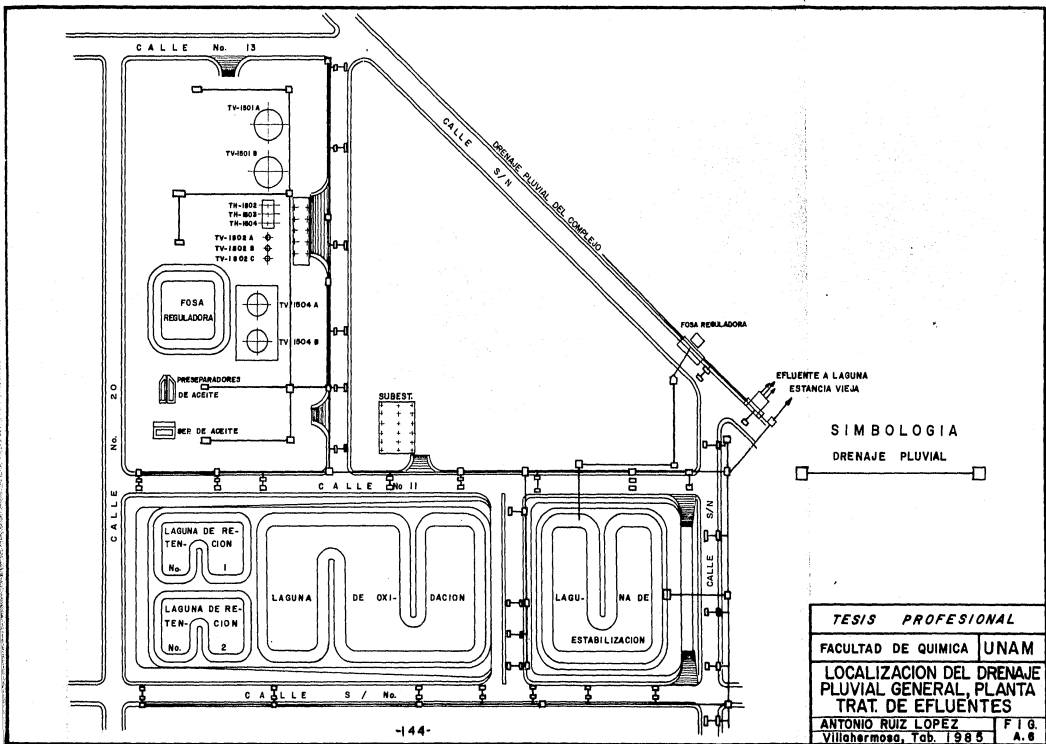 CALLE No. 13
TV-1501 A
TV-1501 B
TH-1502
TH-1503
TH-1504
TV-1502 A
TV-1502 B
TV-1502 C
FOSA
REGULADORA
TV 1504 A
TV 1504 B
PRESEPARADORES
DE ACEITE
SEP. DE ACEITE
CALLE No. 20
CALLE S/N
DRENAJE PLUVIAL DEL COMPLEJO
FOSA REGULADORA
EFLUENTE A LAGUNA
ESTANCIA VIEJA
SUBEST.
SIMBOLOGIA
DRENAJE PLUVIAL
CALLE No 11
CALLE S/N
LAGUNA DE RE-
TEN- CION
No. 1
LAGUNA DE RE-
TEN- CION
No. 2
LAGUNA DE OXI- DACION
LAGU- NA DE
ESTABILIZACION
CALLE S / No.
-144-
TESIS PROFESIONAL
FACULTAD DE QUIMICA UNAM
LOCALIZACION DEL DRENAJE
PLUVIAL GENERAL, PLANTA
TRAT. DE EFLUENTES
ANTONIO RUIZ LOPEZ FIG.
Villahermosa, Tab. 1985 A.6